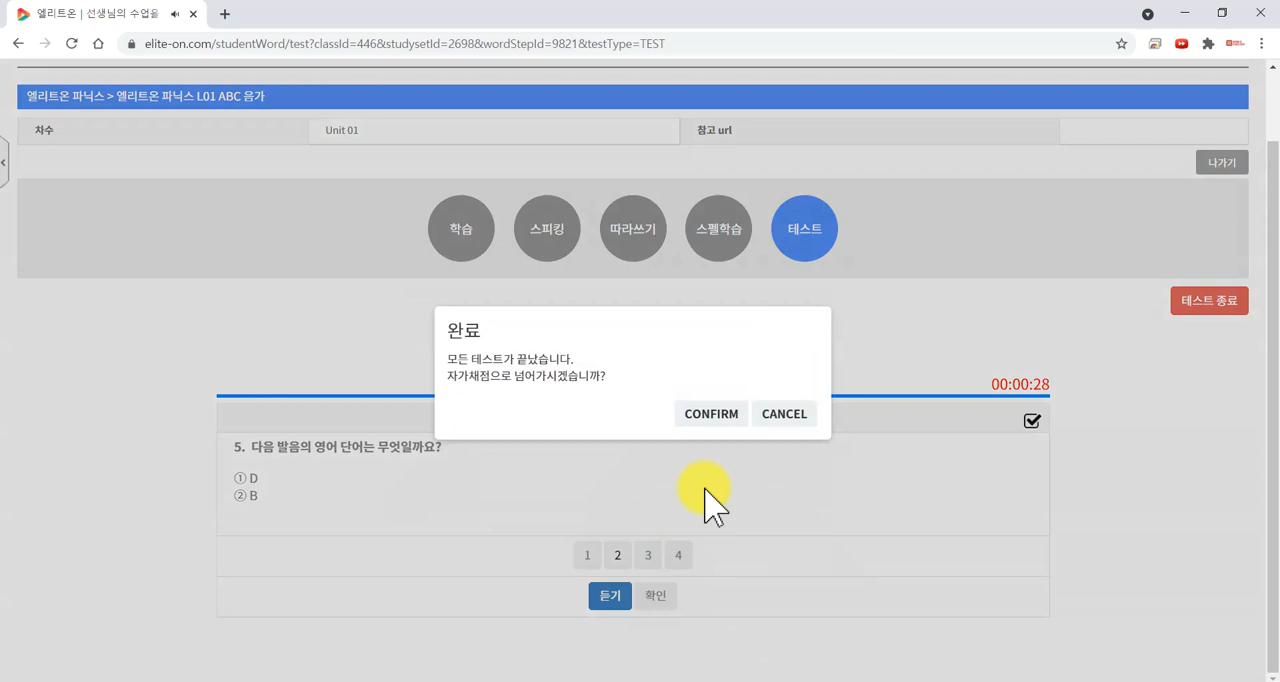 엘리트온 | 선생님의 수업을
elite-on.com/studentWord/test?classId=446&studysetId=2698&wordStepId=9821&testType=TEST
엘리트온 파닉스 > 엘리트온 파닉스 L01 ABC 음가
차수 Unit 01 참고 url
나가기
학습 스피킹 따라쓰기 스펠학습 테스트
테스트 종료
완료
모든 테스트가 끝났습니다.
자가채점으로 넘어가시겠습니까?
00:00:28
CONFIRM CANCEL
5. 다음 발음의 영어 단어는 무엇일까요?
① D
② B
1 2 3 4
듣기 확인